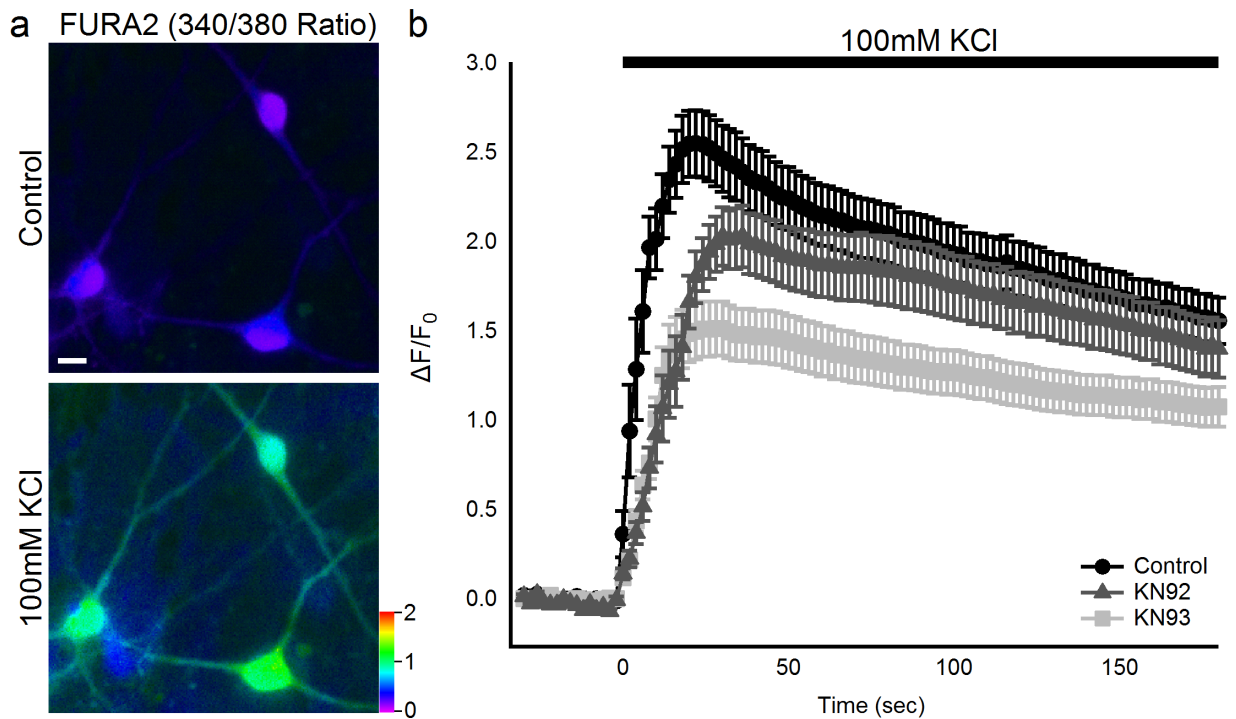 a
FURA2 (340/380 Ratio)
Control
100mM KCl
2
1
0
b
100mM KCl
3.0
2.5
2.0
1.5
1.0
0.5
0.0
ΔF/F0
Control
KN92
KN93
0 50 100 150
Time (sec)